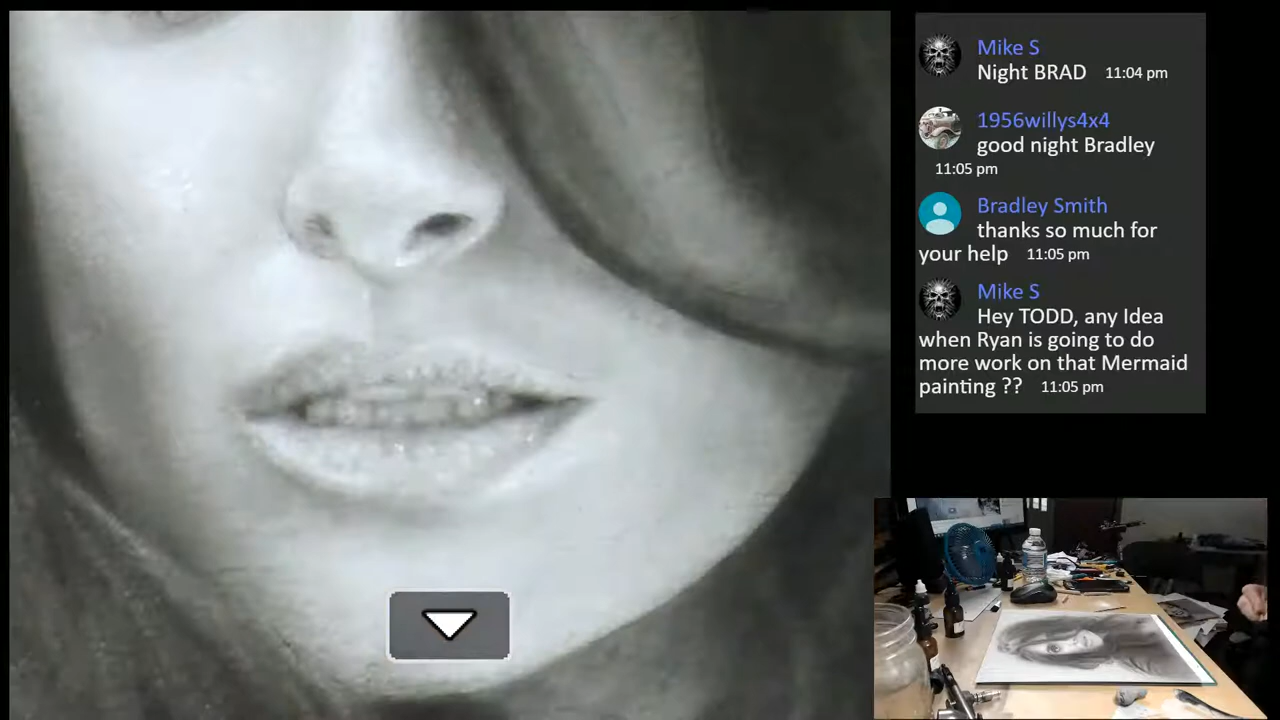 Mike S
Night BRAD 11:04 pm
1956willys4x4
good night Bradley
11:05 pm
Bradley Smith
thanks so much for
your help 11:05 pm
Mike S
Hey TODD, any Idea
when Ryan is going to do
more work on that Mermaid
painting ?? 11:05 pm